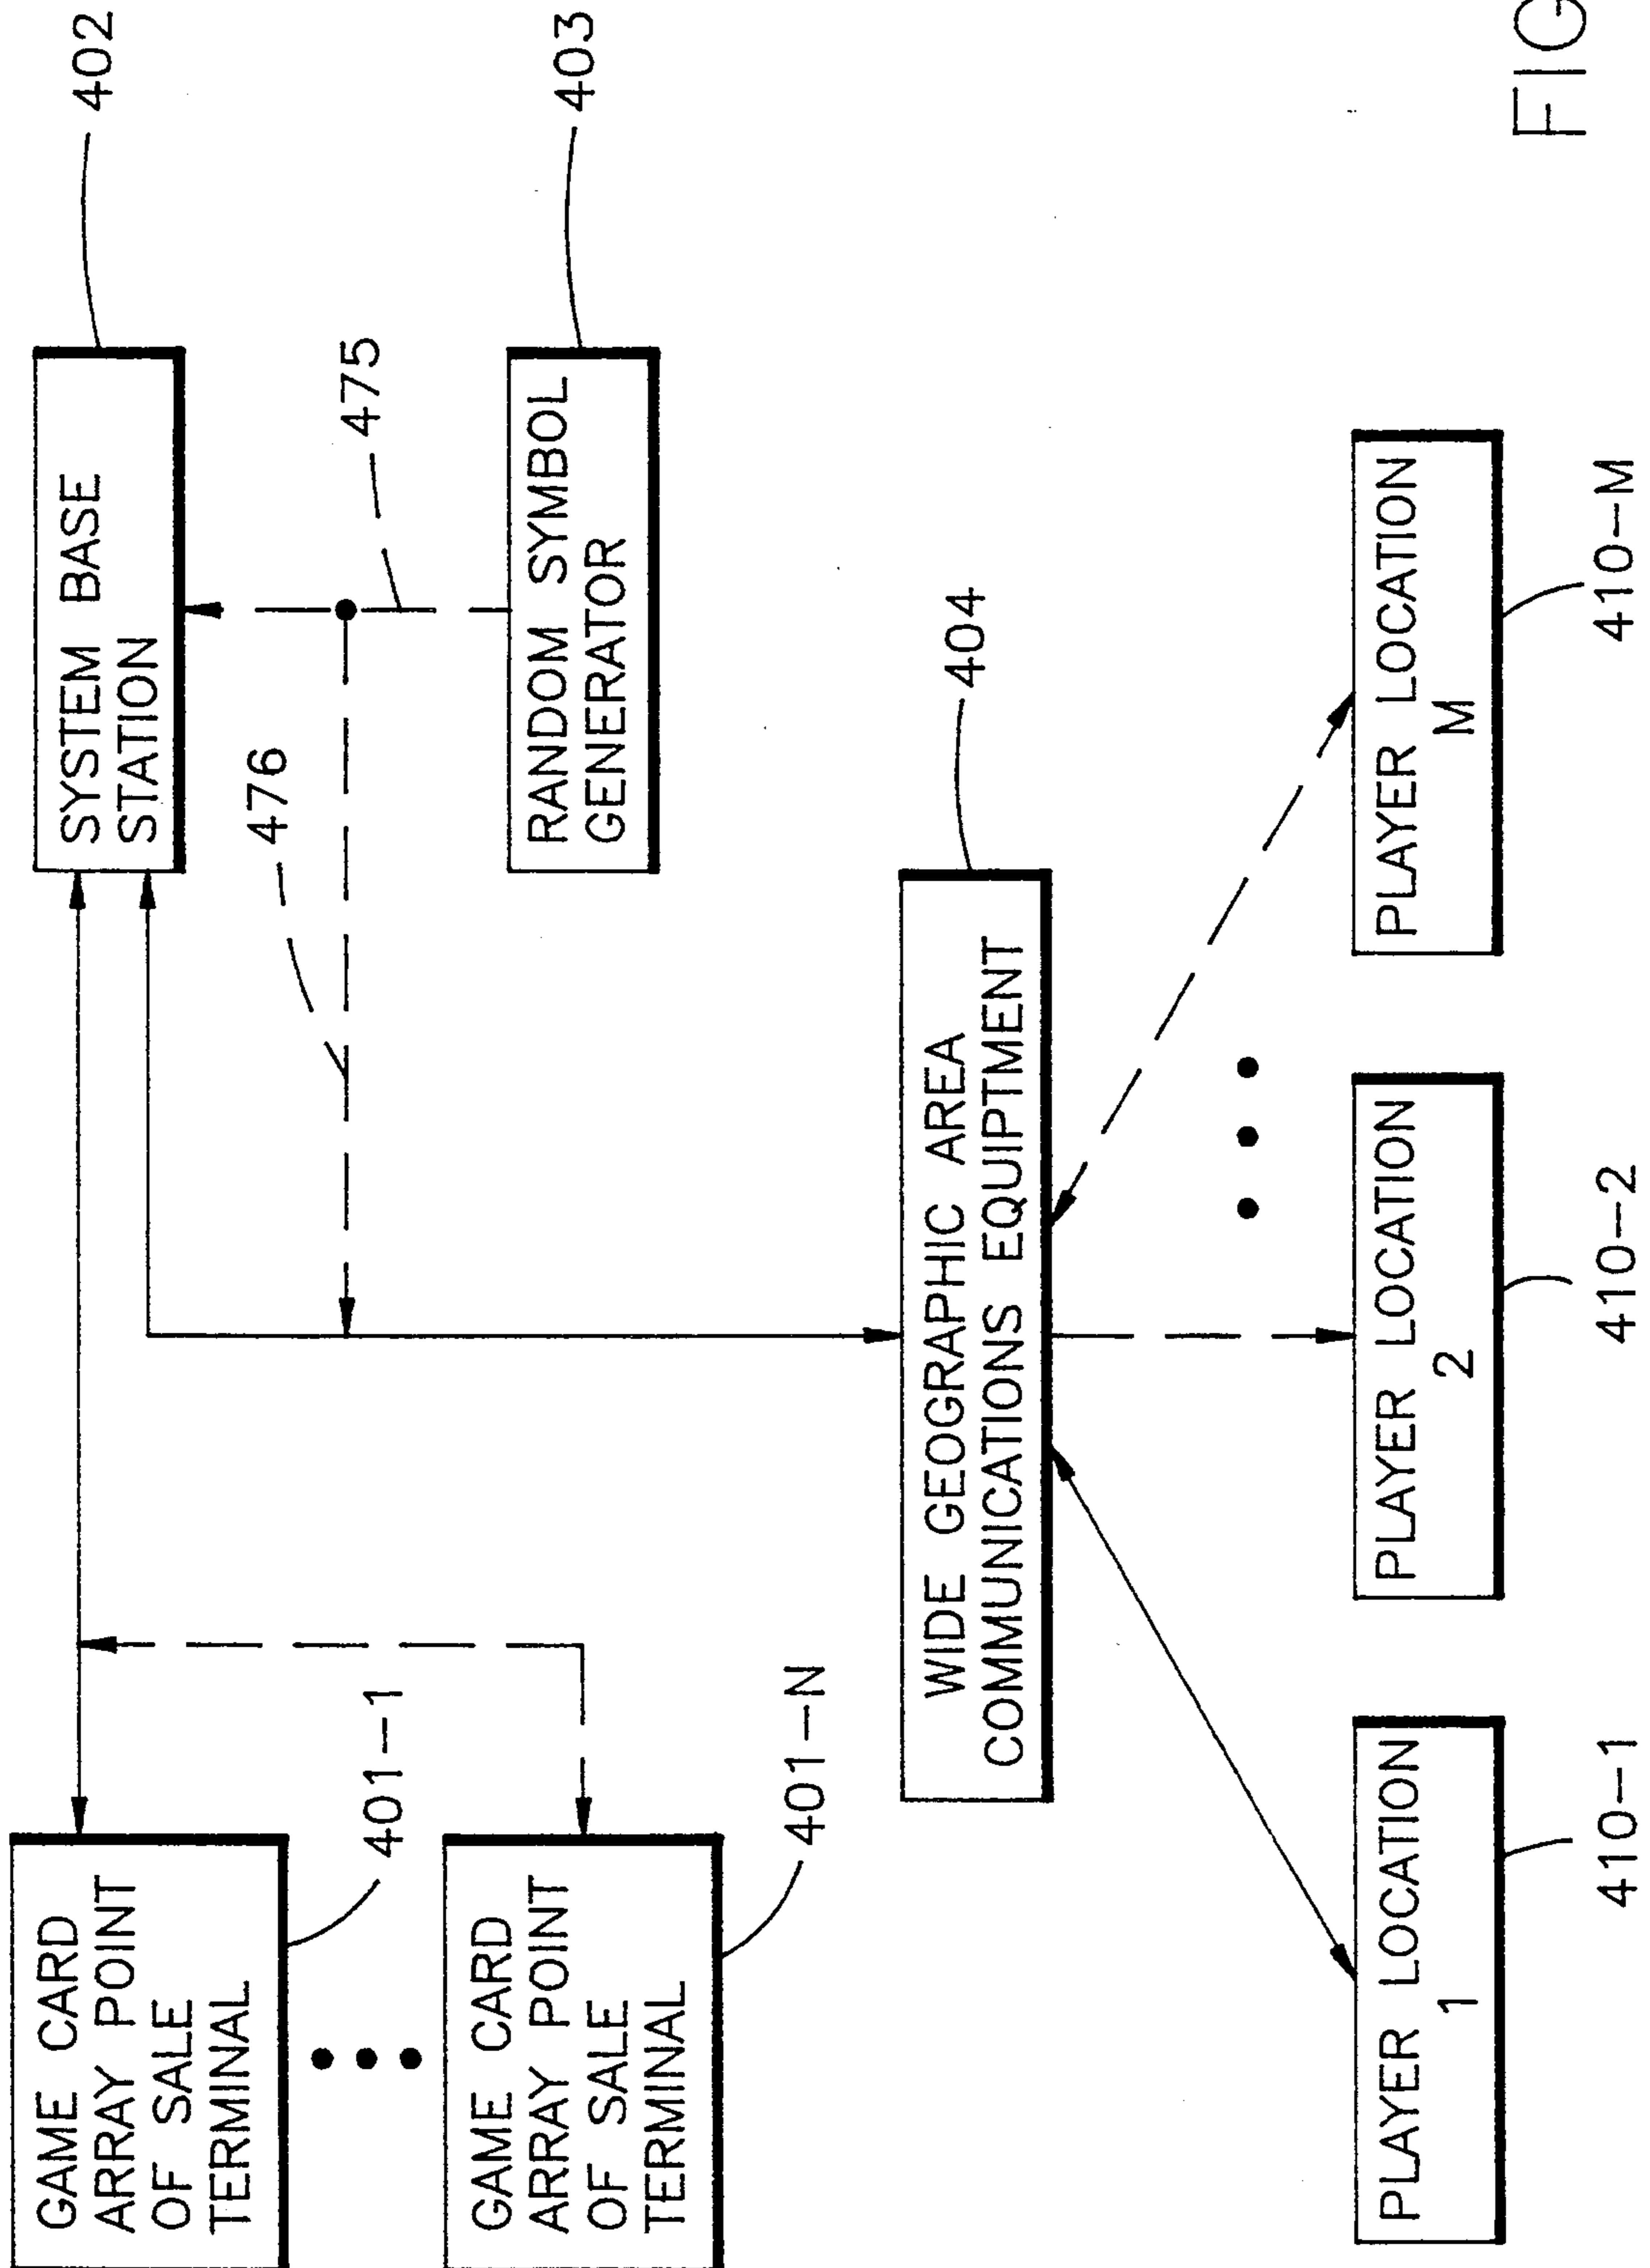 GAME CARD
ARRAY POINT
OF SALE
TERMINAL
401-1
SYSTEM BASE
STATION
402
476
475
GAME CARD
ARRAY POINT
OF SALE
TERMINAL
401-N
RANDOM SYMBOL
GENERATOR
403
WIDE GEOGRAPHIC AREA
COMMUNICATIONS EQUIPTMENT
404
PLAYER LOCATION
1
410-1
PLAYER LOCATION
2
410-2
PLAYER LOCATION
M
410-M
FIG